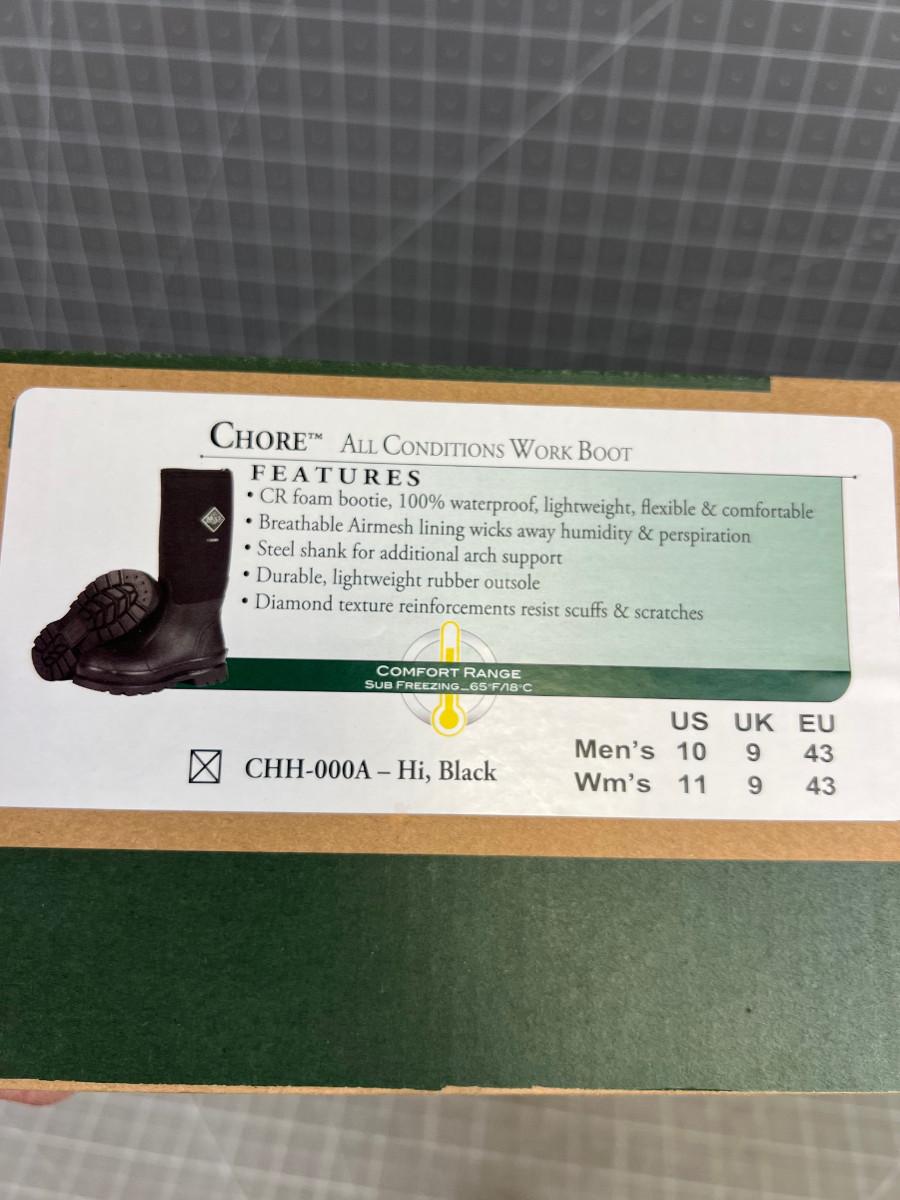 CHORE™ ALL CONDITIONS WORK BOOT
FEATURES
• CR foam bootie, 100% waterproof, lightweight, flexible & comfortable
• Breathable Airmesh lining wicks away humidity & perspiration
• Steel shank for additional arch support
• Durable, lightweight rubber outsole
• Diamond texture reinforcements resist scuffs & scratches
COMFORT RANGE
SUB FREEZING_65°F/18°C
US UK EU
Men's 10 9 43
Wm's 11 9 43
CHH-000A – Hi, Black